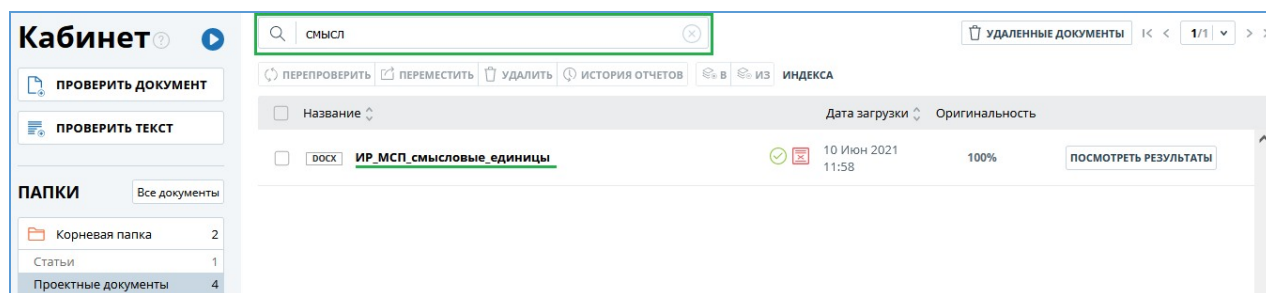 Кабинет
смысл
УДАЛЕННЫЕ ДОКУМЕНТЫ
1/1
ПЕРЕПРОВЕРИТЬ ПЕРЕМЕСТИТЬ УДАЛИТЬ ИСТОРИЯ ОТЧЕТОВ В ИЗ ИНДЕКСА
ПРОВЕРИТЬ ДОКУМЕНТ
ПРОВЕРИТЬ ТЕКСТ
Название Дата загрузки Оригинальность
DOCX ИР_МСП_смысловые_единицы 10 Июн 2021
11:58
100% ПОСМОТРЕТЬ РЕЗУЛЬТАТЫ
ПАПКИ Все документы
Корневая папка 2
Статьи 1
Проектные документы 4